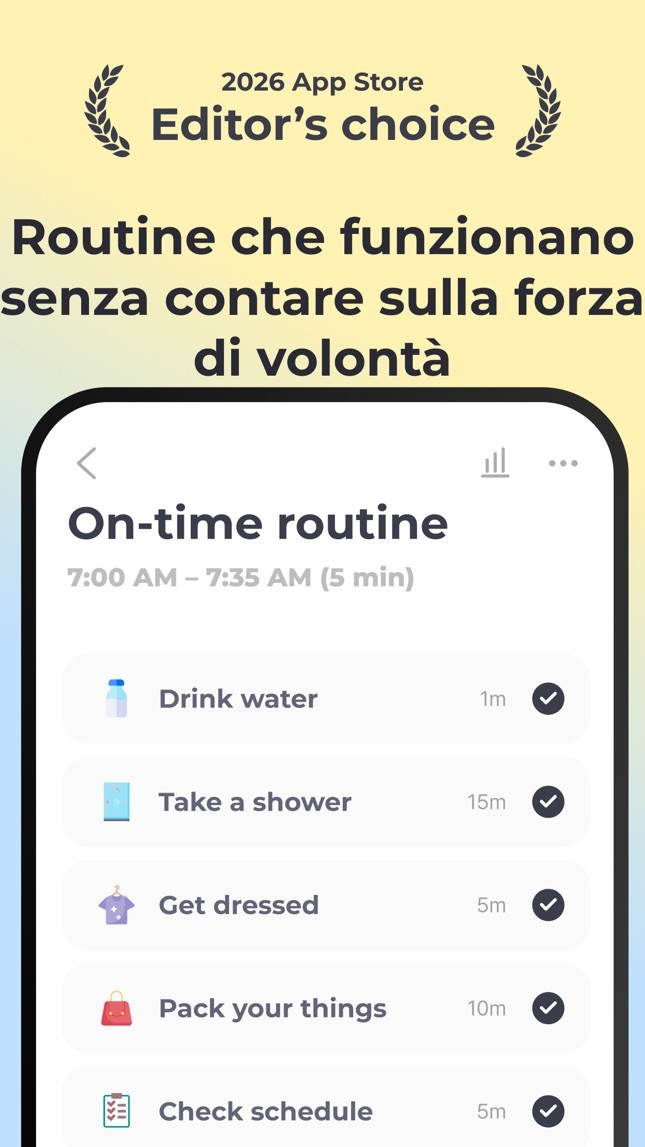 2026 App Store
Editor’s choice
Routine che funzionano
senza contare sulla forza
di volontà
On-time routine
7:00 AM – 7:35 AM (5 min)
Drink water 1m
Take a shower 15m
Get dressed 5m
Pack your things 10m
Check schedule 5m